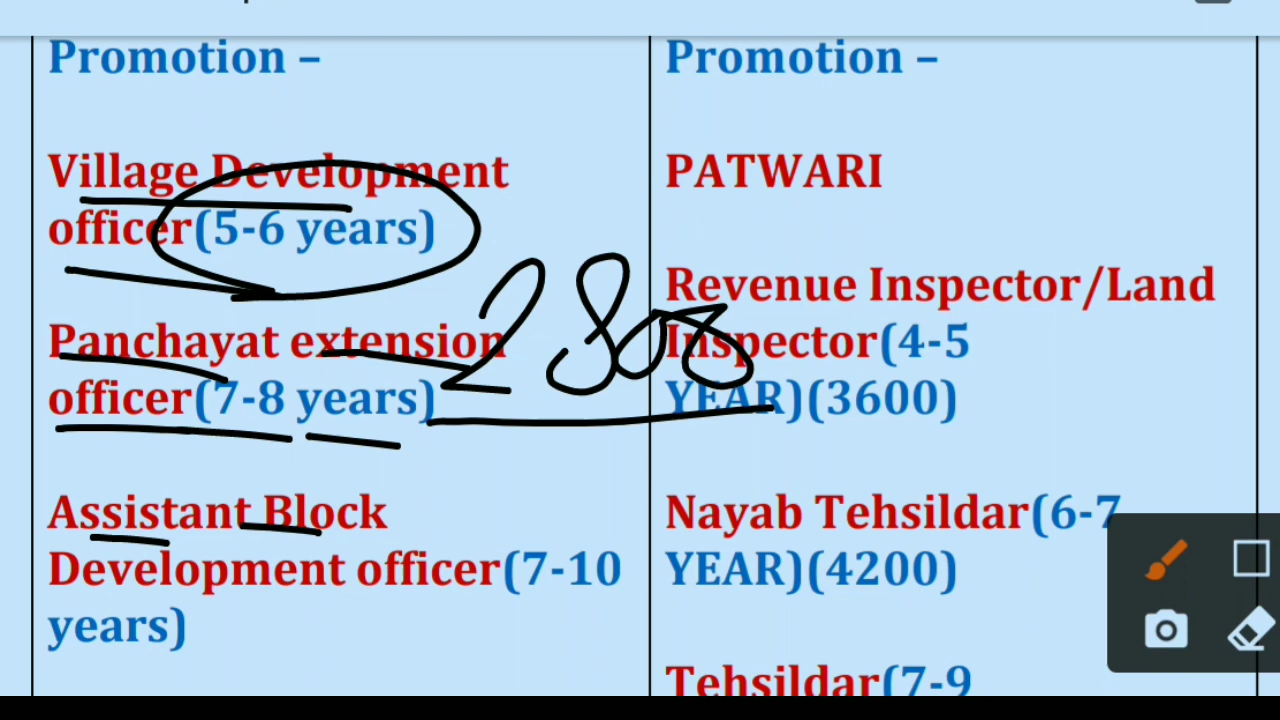 Promotion –
Village Development
officer(5-6 years)
Panchayat extension
officer(7-8 years)
Assistant Block
Development officer(7-10
years)
2800
Promotion –
PATWARI
Revenue Inspector/Land
Inspector(4-5
YEAR)(3600)
Nayab Tehsildar(6-7
YEAR)(4200)
Tehsildar(7-9